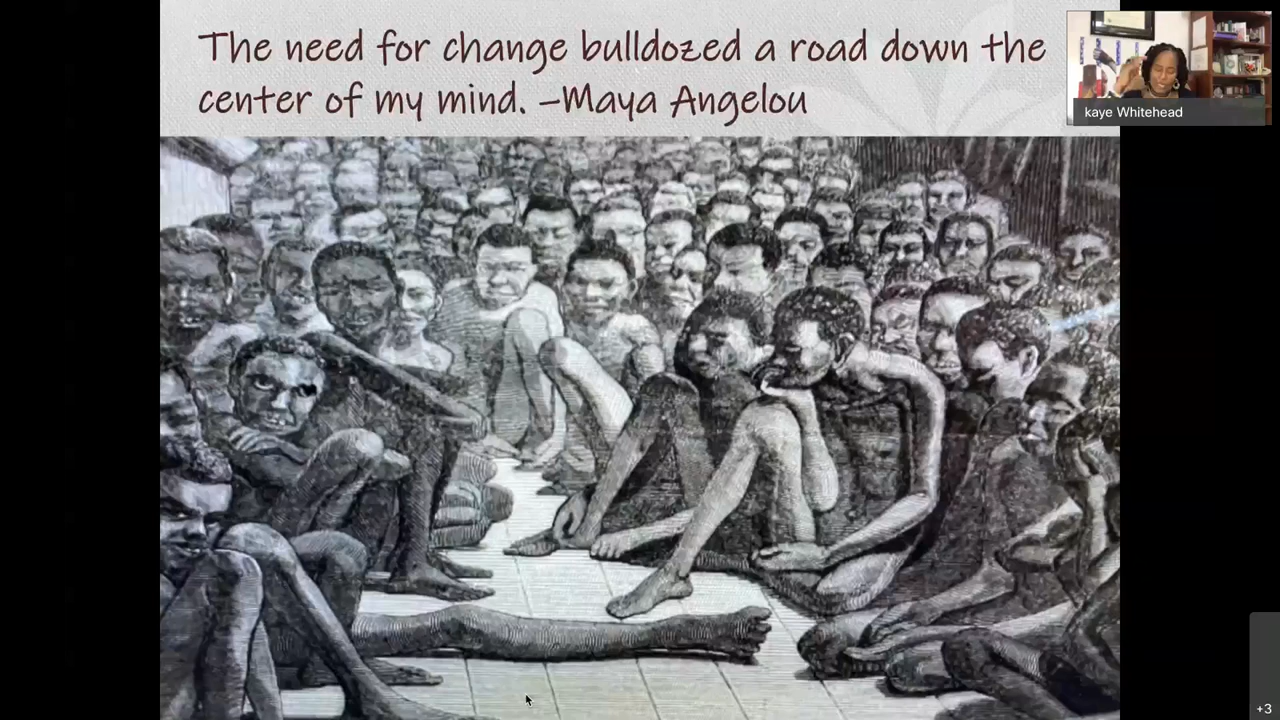 The need for change bulldozed a road down the
center of my mind. –Maya Angelou
kaye Whitehead
+3